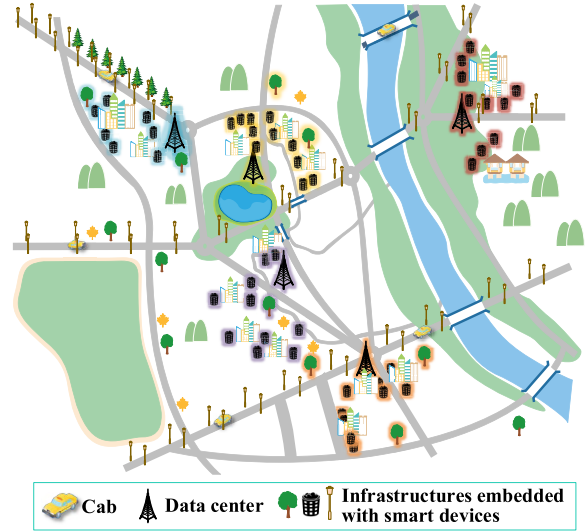 Cab
Data center
Infrastructures embedded
with smart devices